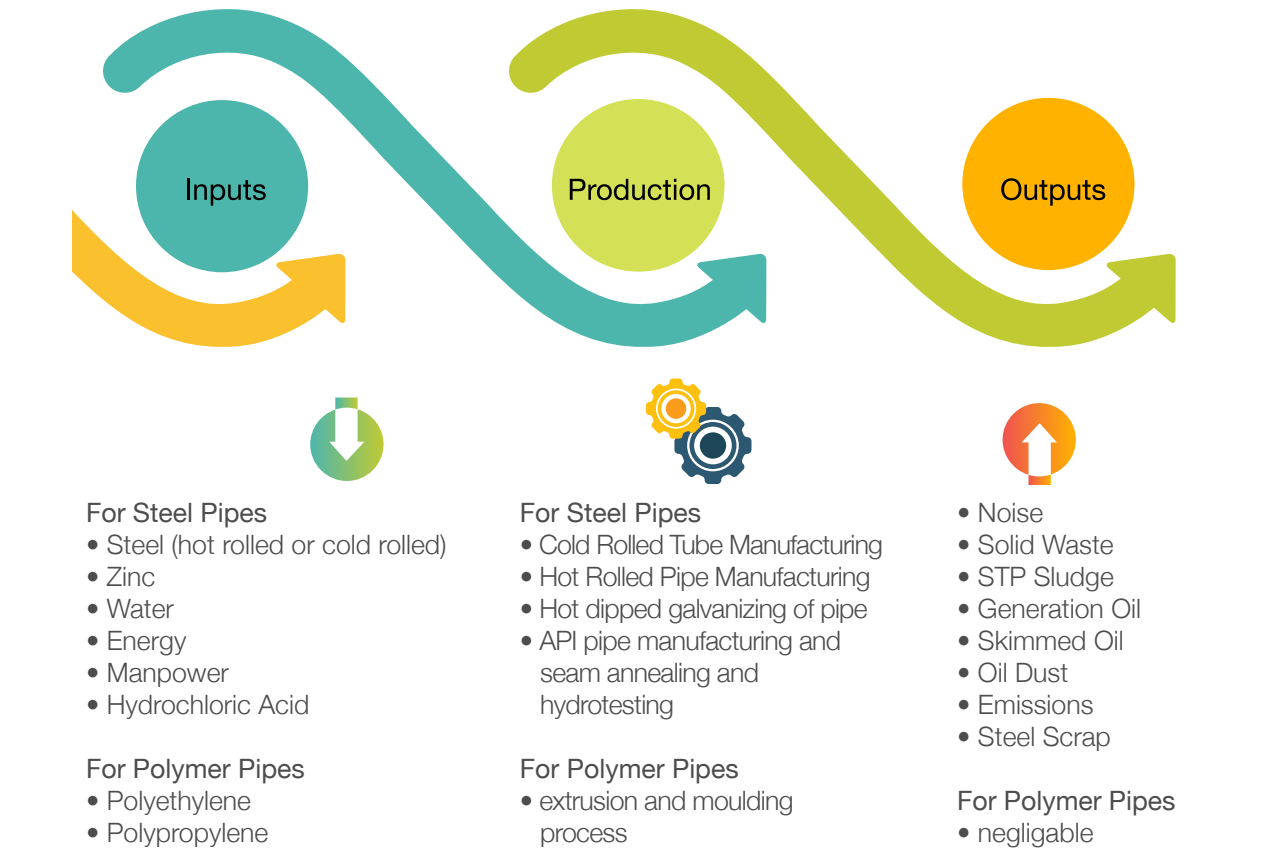 Inputs
Production
Outputs
For Steel Pipes
• Steel (hot rolled or cold rolled)
• Zinc
• Water
• Energy
• Manpower
• Hydrochloric Acid
For Polymer Pipes
• Polyethylene
• Polypropylene
For Steel Pipes
• Cold Rolled Tube Manufacturing
• Hot Rolled Pipe Manufacturing
• Hot dipped galvanizing of pipe
• API pipe manufacturing and
seam annealing and
hydrotesting
For Polymer Pipes
• extrusion and moulding
process
• Noise
• Solid Waste
• STP Sludge
• Generation Oil
• Skimmed Oil
• Oil Dust
• Emissions
• Steel Scrap
For Polymer Pipes
• negligable